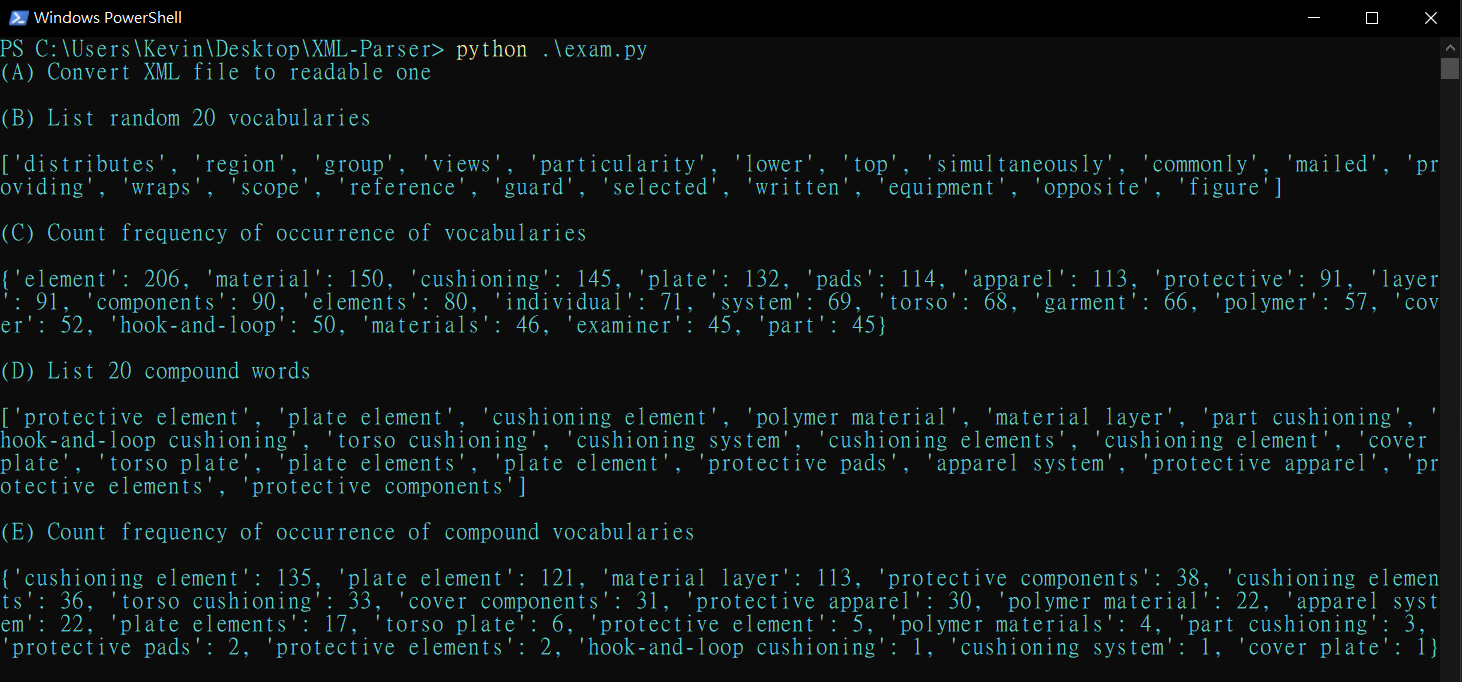 Windows PowerShell
PS C:\Users\Kevin\Desktop\XML-Parser> python .\exam.py
(A) Convert XML file to readable one
(B) List random 20 vocabularies
['distributes', 'region', 'group', 'views', 'particularity', 'lower', 'top', 'simultaneously', 'commonly', 'mailed', 'pr
oviding', 'wraps', 'scope', 'reference', 'guard', 'selected', 'written', 'equipment', 'opposite', 'figure']
(C) Count frequency of occurrence of vocabularies
{'element': 206, 'material': 150, 'cushioning': 145, 'plate': 132, 'pads': 114, 'apparel': 113, 'protective': 91, 'layer
': 91, 'components': 90, 'elements': 80, 'individual': 71, 'system': 69, 'torso': 68, 'garment': 66, 'polymer': 57, 'cov
er': 52, 'hook-and-loop': 50, 'materials': 46, 'examiner': 45, 'part': 45}
(D) List 20 compound words
['protective element', 'plate element', 'cushioning element', 'polymer material', 'material layer', 'part cushioning', '
hook-and-loop cushioning', 'torso cushioning', 'cushioning system', 'cushioning elements', 'cushioning element', 'cover
plate', 'torso plate', 'plate elements', 'plate element', 'protective pads', 'apparel system', 'protective apparel', 'pr
otective elements', 'protective components']
(E) Count frequency of occurrence of compound vocabularies
{'cushioning element': 135, 'plate element': 121, 'material layer': 113, 'protective components': 38, 'cushioning elemen
ts': 36, 'torso cushioning': 33, 'cover components': 31, 'protective apparel': 30, 'polymer material': 22, 'apparel syst
em': 22, 'plate elements': 17, 'torso plate': 6, 'protective element': 5, 'polymer materials': 4, 'part cushioning': 3,
'protective pads': 2, 'protective elements': 2, 'hook-and-loop cushioning': 1, 'cushioning system': 1, 'cover plate': 1}